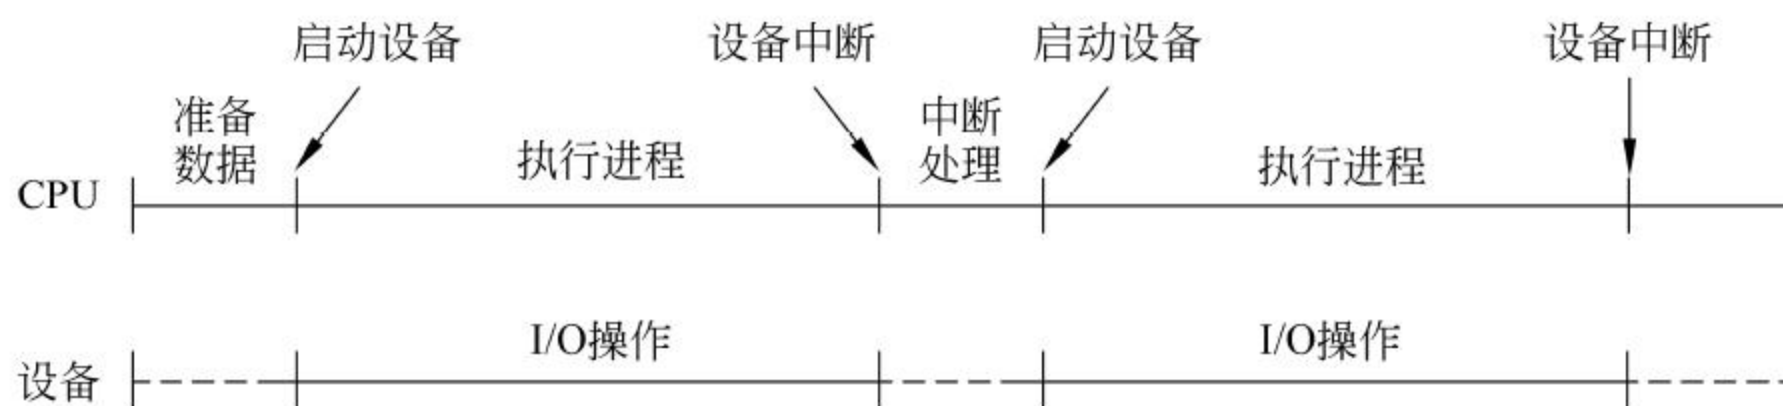 启动设备
设备中断
启动设备
设备中断
准备
数据
执行进程
中断
处理
执行进程
CPU
I/O操作
I/O操作
设备